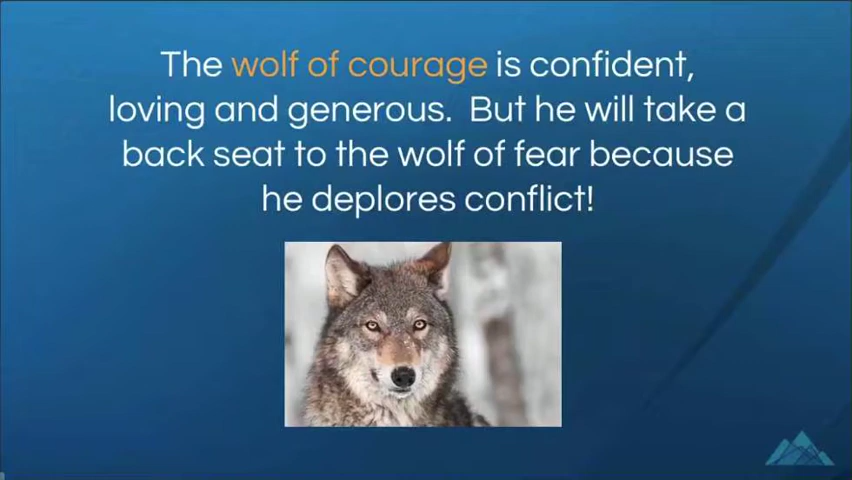 The wolf of courage is confident,
loving and generous.  But he will take a
back seat to the wolf of fear because
he deplores conflict!